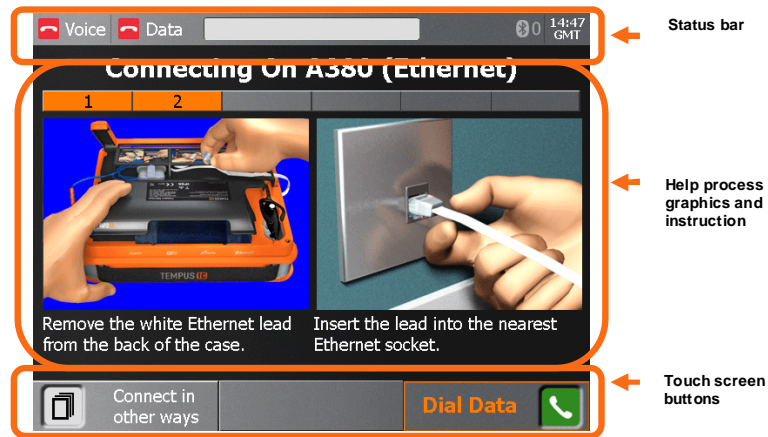 Voice Data 0 14:47
GMT
Status bar
Connecting On A380 (Ethernet)
1 2
TEMPUS IC
Help process
graphics and
instruction
Remove the white Ethernet lead
from the back of the case.
Insert the lead into the nearest
Ethernet socket.
Connect in
other ways
Dial Data
Touch screen
buttons